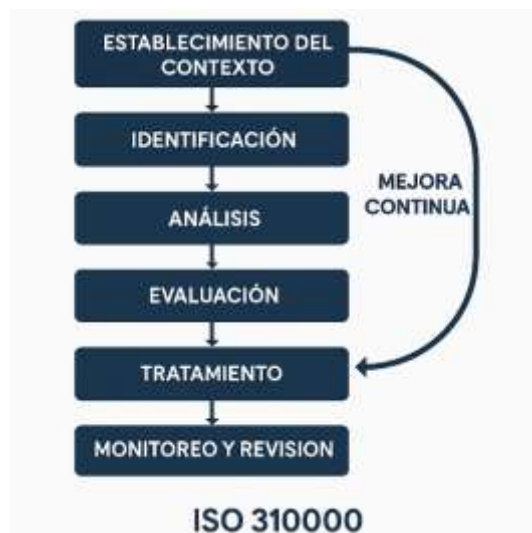 ESTABLECIMIENTO DEL
CONTEXTO
IDENTIFICACIÓN
MEJORA
CONTINUA
ANÁLISIS
EVALUACIÓN
TRATAMIENTO
MONITOREO Y REVISION
ISO 310000